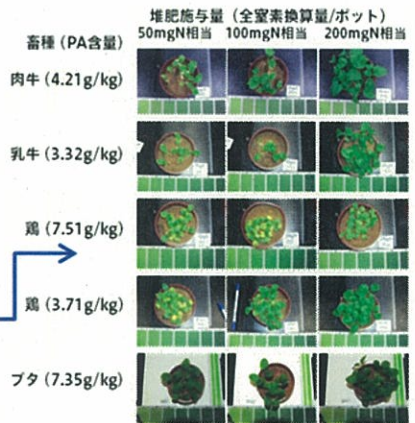 堆肥施与量（全窒素換算量/ポット）
畜種（PA含量） 50mgN相当 100mgN相当 200mgN相当
肉牛（4.21g/kg）
乳牛（3.32g/kg）
鶏（7.51g/kg）
鶏（3.71g/kg）
ブタ（7.35g/kg）